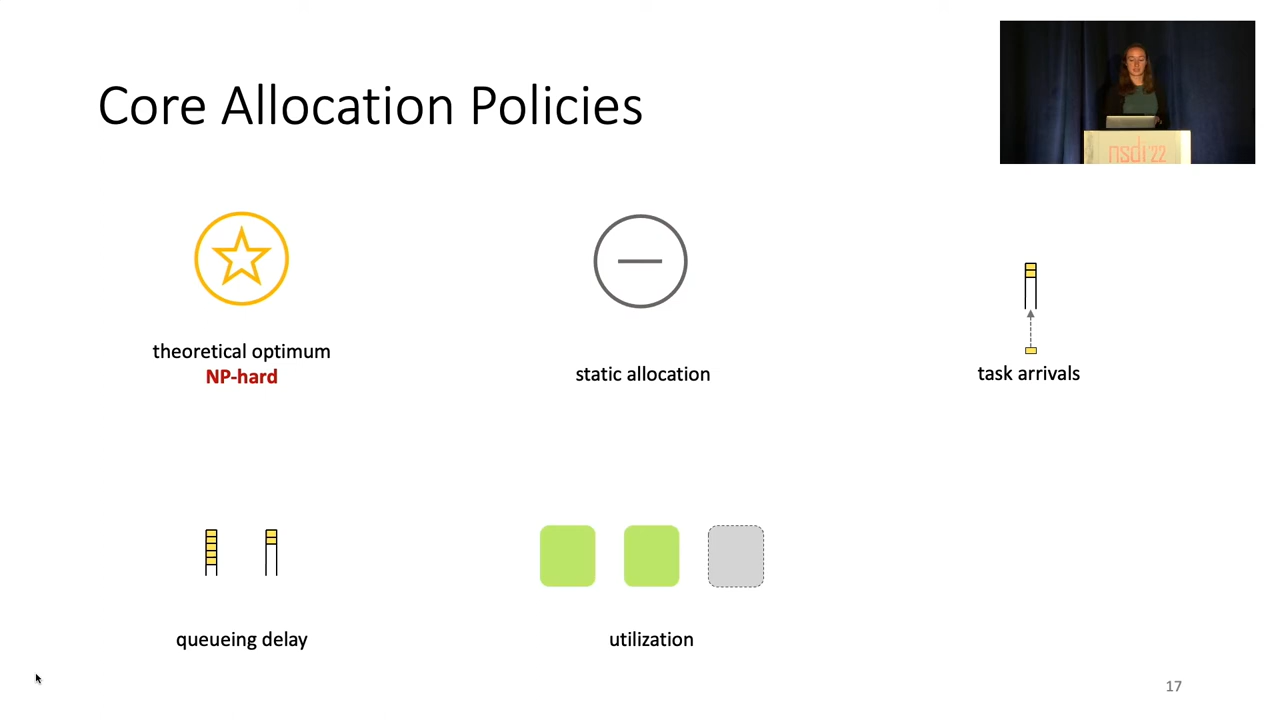 Core Allocation Policies
nsdi '22
theoretical optimum
NP-hard
static allocation
task arrivals
queueing delay
utilization
17